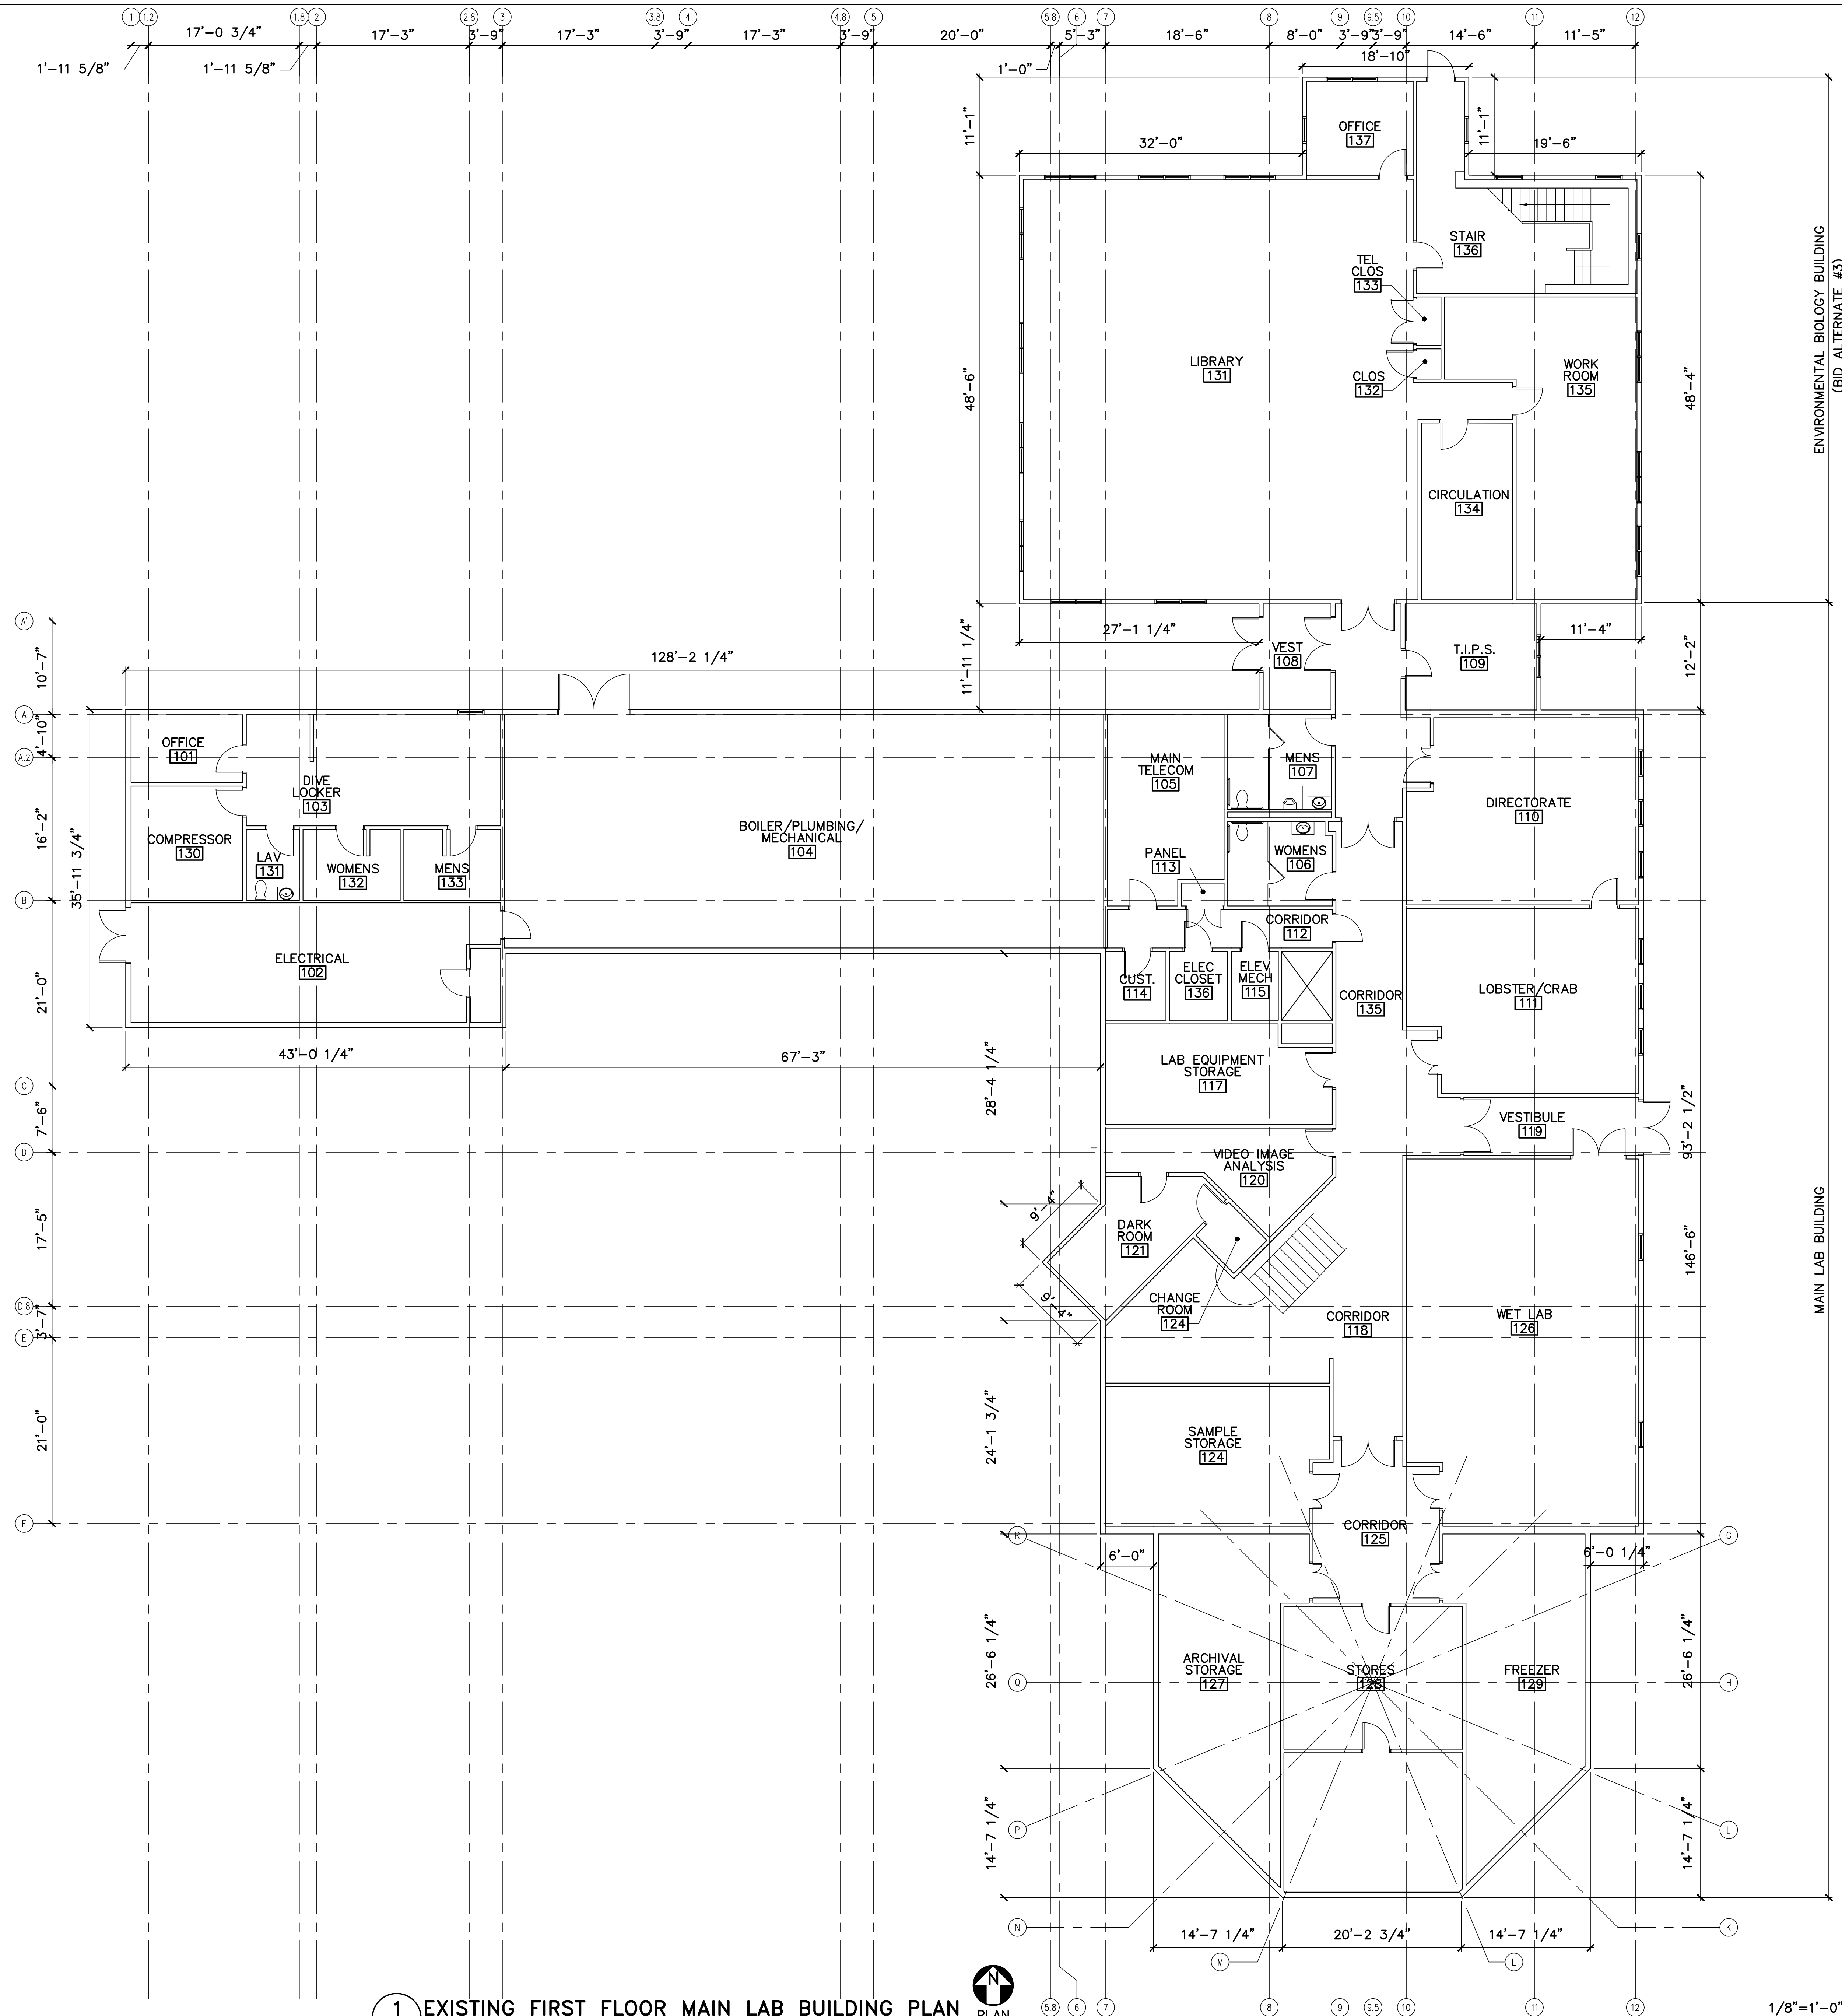 1
1.2
1.8
2
2.8
3
3.8
4
4.8
5
5.8
6
7
8
9
9.5
10
11
12
17'-0 3/4"
17'-3"
3'-9"
17'-3"
3'-9"
17'-3"
3'-9"
20'-0"
5'-3"
18'-6"
8'-0"
3'-9"
3'-9"
14'-6"
11'-5"
1'-11 5/8"
1'-11 5/8"
1'-0"
18'-10"
11'-1"
11'-1"
32'-0"
19'-6"
OFFICE
137
STAIR
136
TEL
CLOS
133
LIBRARY
131
CLOS
132
WORK
ROOM
135
48'-6"
48'-4"
CIRCULATION
134
ENVIRONMENTAL BIOLOGY BUILDING
(BID ALTERNATE #3)
A'
10'-7"
A
4'-10"
A.2
16'-2"
B
21'-0"
C
7'-6"
D
17'-5"
D.8
3'-7"
E
21'-0"
F
128'-2 1/4"
27'-1 1/4"
11'-11 1/4"
VEST
108
T.I.P.S.
109
11'-4"
12'-2"
35'-11 3/4"
OFFICE
101
DIVE
LOCKER
103
COMPRESSOR
130
LAV
131
WOMENS
132
MENS
133
ELECTRICAL
102
BOILER/PLUMBING/
MECHANICAL
104
MAIN
TELECOM
105
MENS
107
WOMENS
106
PANEL
113
CORRIDOR
112
DIRECTORATE
110
CUST.
114
ELEC
CLOSET
136
ELEV
MECH
115
CORRIDOR
135
LOBSTER/CRAB
111
43'-0 1/4"
67'-3"
28'-4 1/4"
LAB EQUIPMENT
STORAGE
117
VESTIBULE
119
93'-2 1/2"
VIDEO IMAGE
ANALYSIS
120
9'-4"
DARK
ROOM
121
9'-4"
CHANGE
ROOM
124
CORRIDOR
118
WET LAB
126
146'-6"
MAIN LAB BUILDING
24'-1 3/4"
SAMPLE
STORAGE
124
CORRIDOR
125
R
G
6'-0"
6'-0 1/4"
26'-6 1/4"
ARCHIVAL
STORAGE
127
STORES
128
FREEZER
129
26'-6 1/4"
Q
H
P
L
14'-7 1/4"
14'-7 1/4"
N
K
14'-7 1/4"
20'-2 3/4"
14'-7 1/4"
M
L
N
1
EXISTING FIRST FLOOR MAIN LAB BUILDING PLAN
PLAN
5.8
6
7
8
9
9.5
10
11
12
1/8"=1'-0"